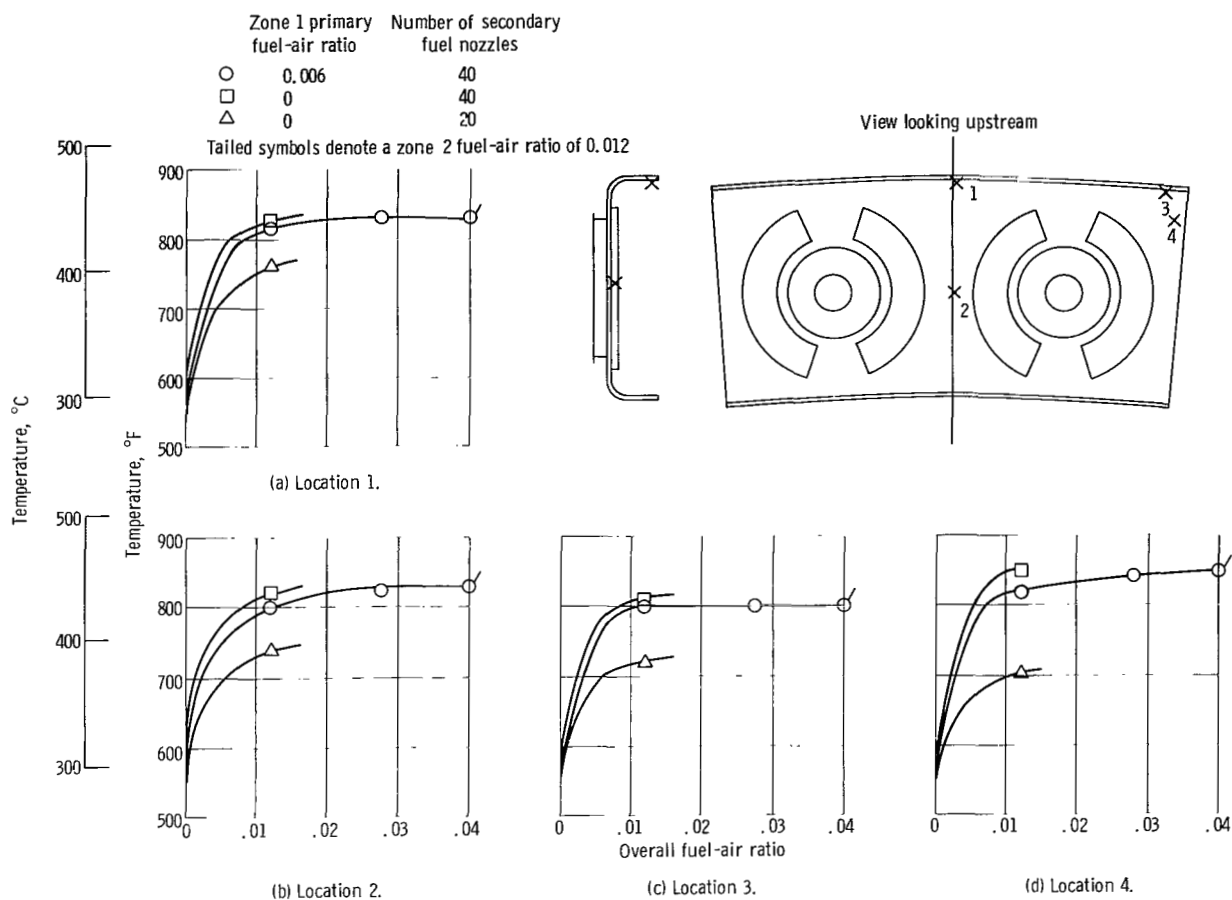 Zone 1 primary Number of secondary
fuel-air ratio fuel nozzles
0.006 40
0 40
0 20
Tailed symbols denote a zone 2 fuel-air ratio of 0.012
View looking upstream
500
400
300
Temperature, °C
900
800
700
600
500
Temperature, °F
(a) Location 1.
1
2
3
4
500
400
300
900
800
700
600
500
0 .01 .02 .03 .04
(b) Location 2.
0 .01 .02 .03 .04
Overall fuel-air ratio
(c) Location 3.
0 .01 .02 .03 .04
(d) Location 4.